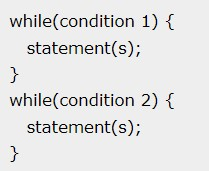 while(condition 1) {
statement(s);
}
while(condition 2) {
statement(s);
}